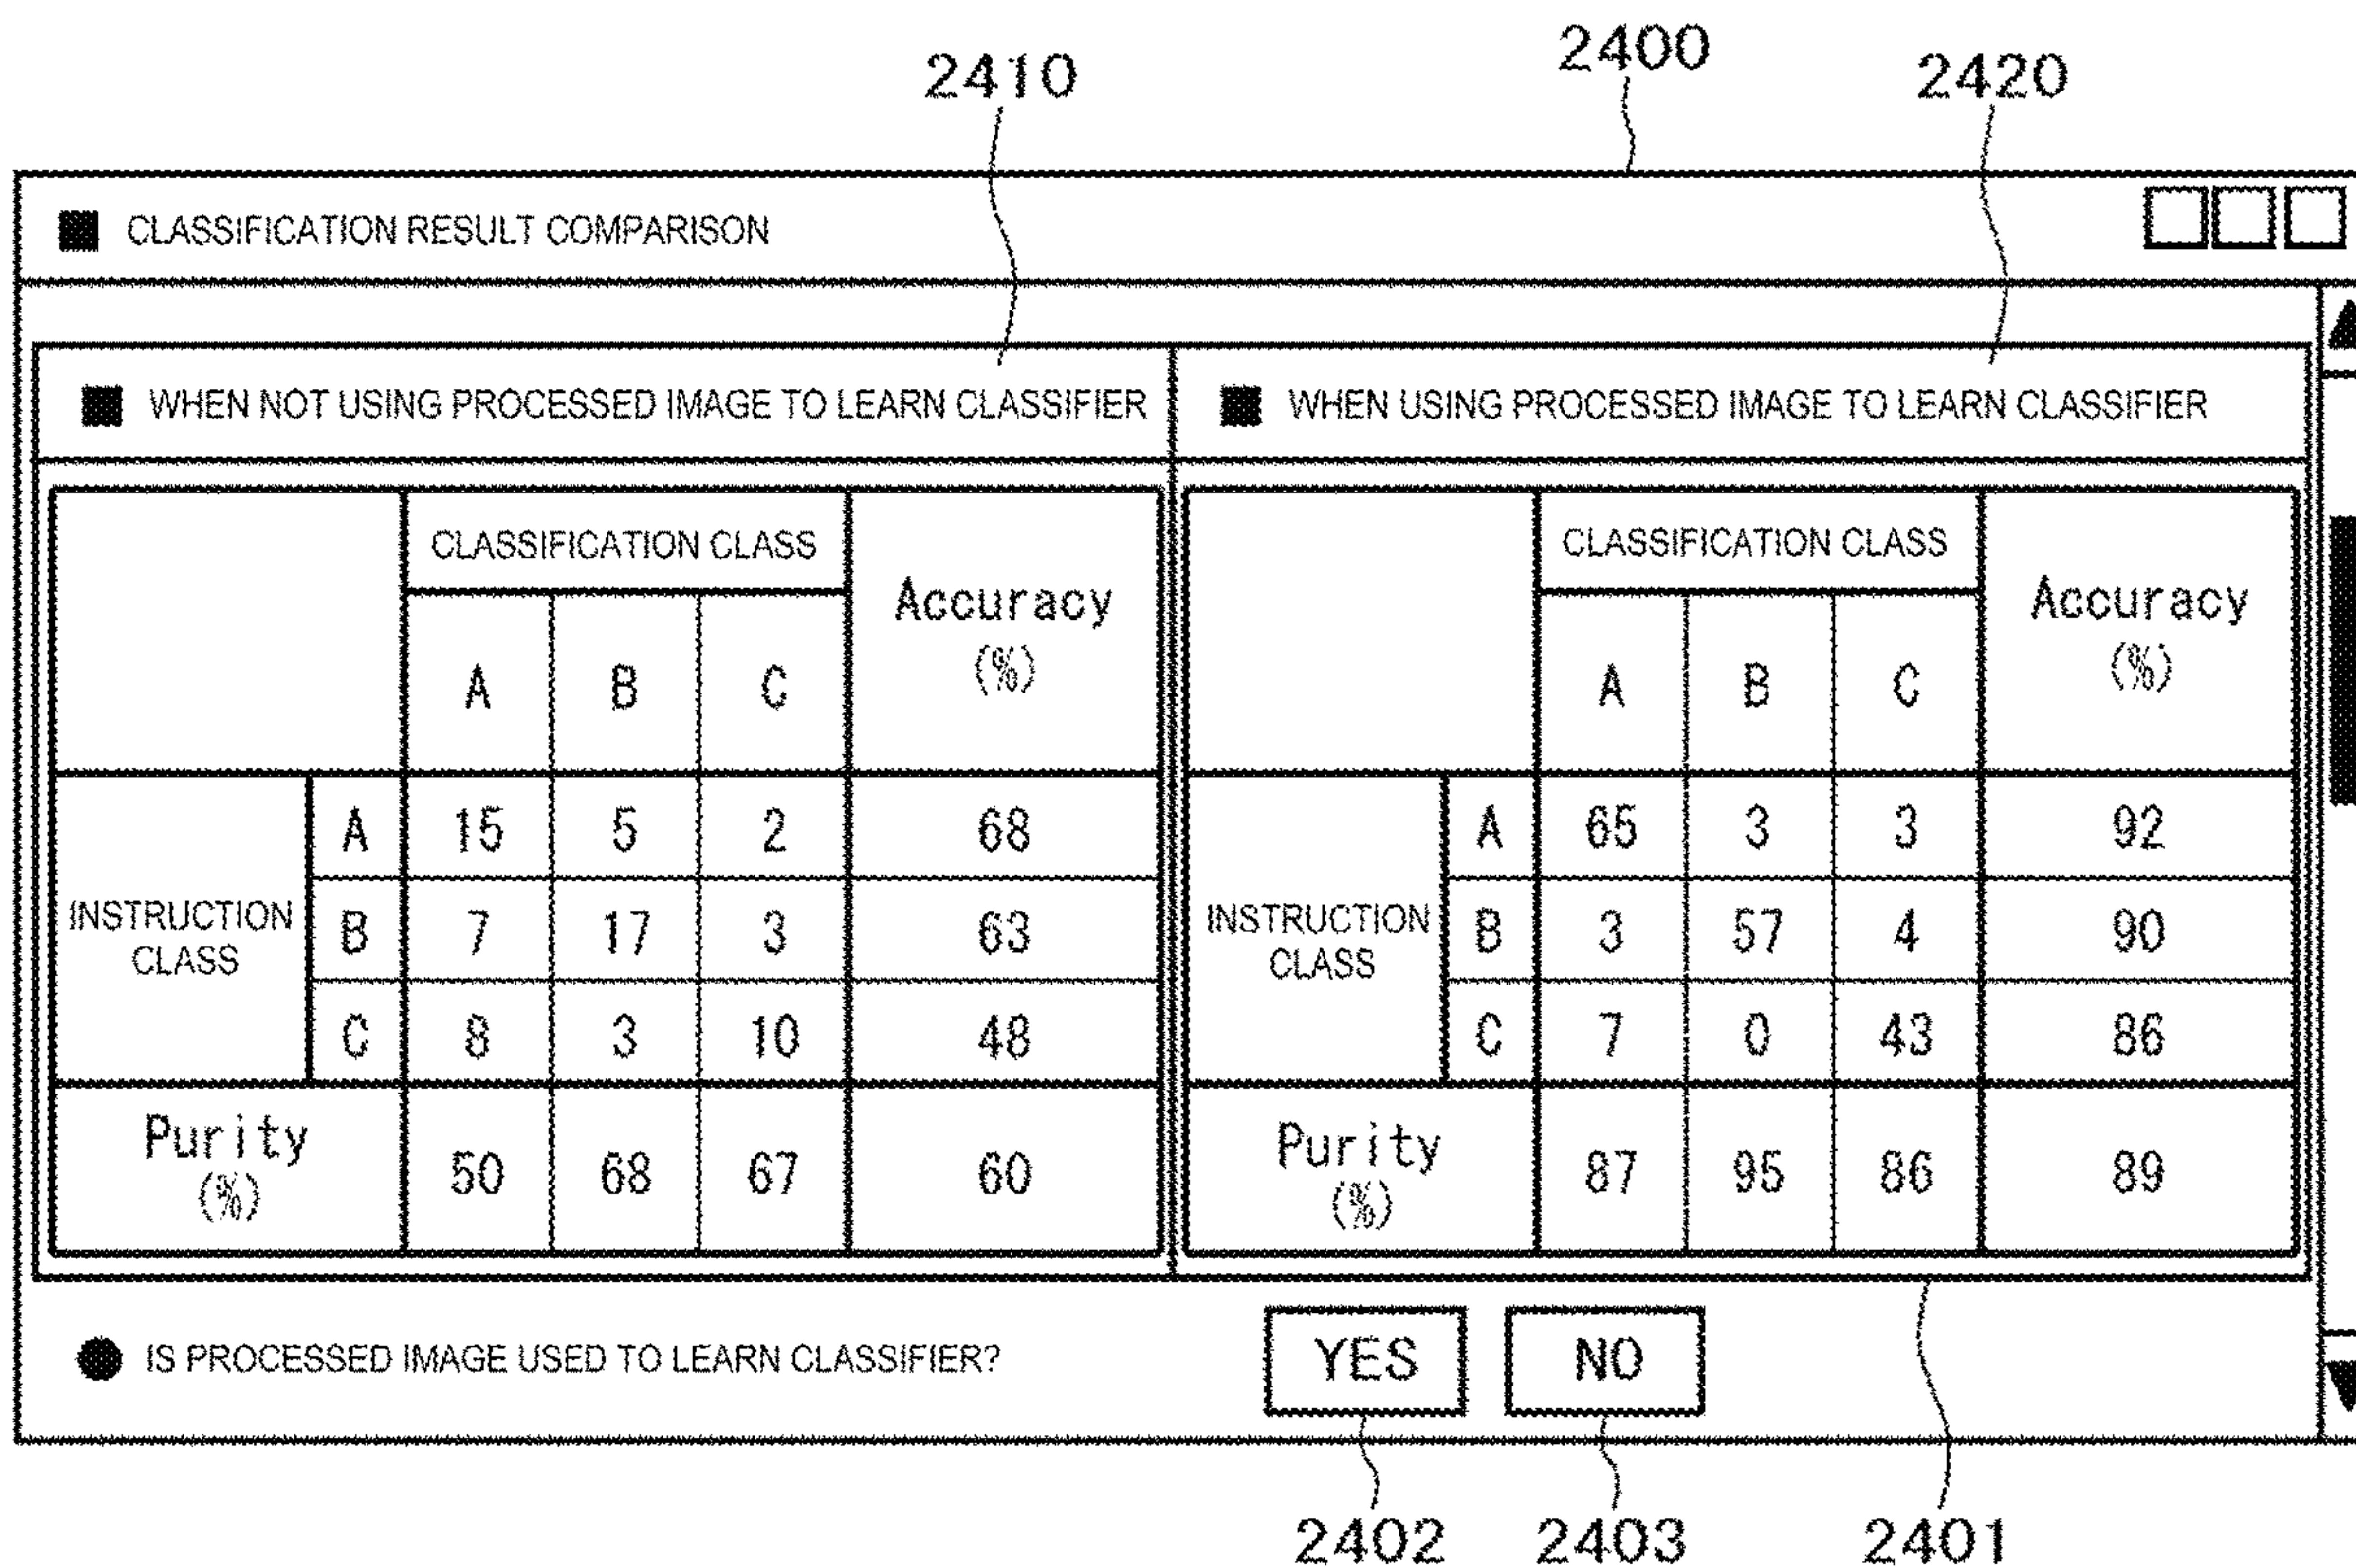 2400
2410
2420
CLASSIFICATION RESULT COMPARISON
WHEN NOT USING PROCESSED IMAGE TO LEARN CLASSIFIER
CLASSIFICATION CLASS
Accuracy
(%)
A B C
A 15 5 2 68
INSTRUCTION
CLASS
B 7 17 3 63
C 8 3 10 48
Purity
(%)
50 68 67 60
WHEN USING PROCESSED IMAGE TO LEARN CLASSIFIER
CLASSIFICATION CLASS
Accuracy
(%)
A B C
A 65 3 3 92
INSTRUCTION
CLASS
B 3 57 4 90
C 7 0 43 86
Purity
(%)
87 95 86 89
IS PROCESSED IMAGE USED TO LEARN CLASSIFIER?
YES
NO
2402
2403
2401